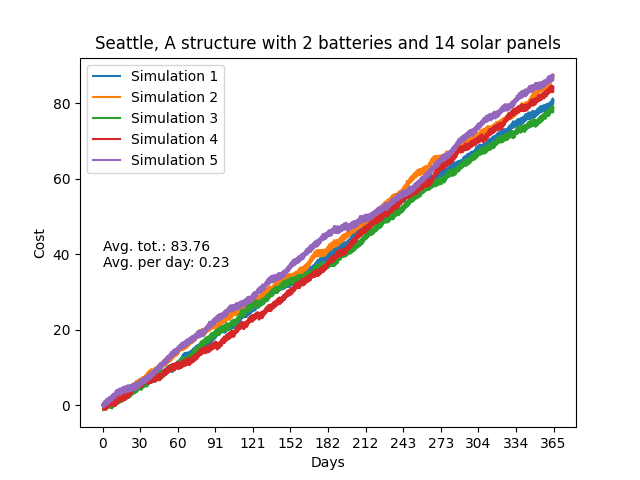 Seattle, A structure with 2 batteries and 14 solar panels
Simulation 1
Simulation 2
Simulation 3
Simulation 4
Simulation 5
80
60
40
20
0
Cost
Avg. tot.: 83.76
Avg. per day: 0.23
0 30 60 91 121 152 182 212 243 273 304 334 365
Days